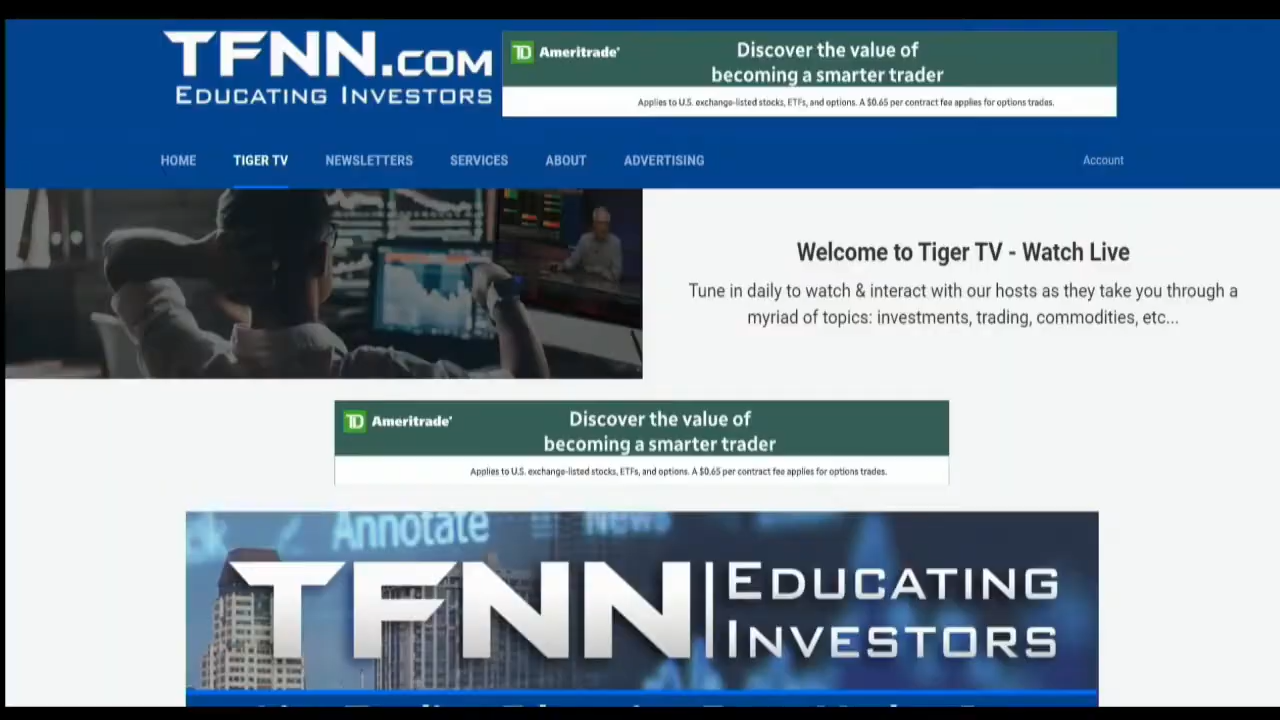 TFNN.COM
EDUCATING INVESTORS
TD Ameritrade
Discover the value of
becoming a smarter trader
Applies to U.S. exchange-listed stocks, ETFs, and options. A $0.65 per contract fee applies for options trades.
HOME TIGER TV NEWSLETTERS SERVICES ABOUT ADVERTISING Account
Welcome to Tiger TV - Watch Live
Tune in daily to watch & interact with our hosts as they take you through a
myriad of topics: investments, trading, commodities, etc...
TD Ameritrade
Discover the value of
becoming a smarter trader
Applies to U.S. exchange-listed stocks, ETFs, and options. A $0.65 per contract fee applies for options trades.
Annotate News
TFNN EDUCATING
INVESTORS